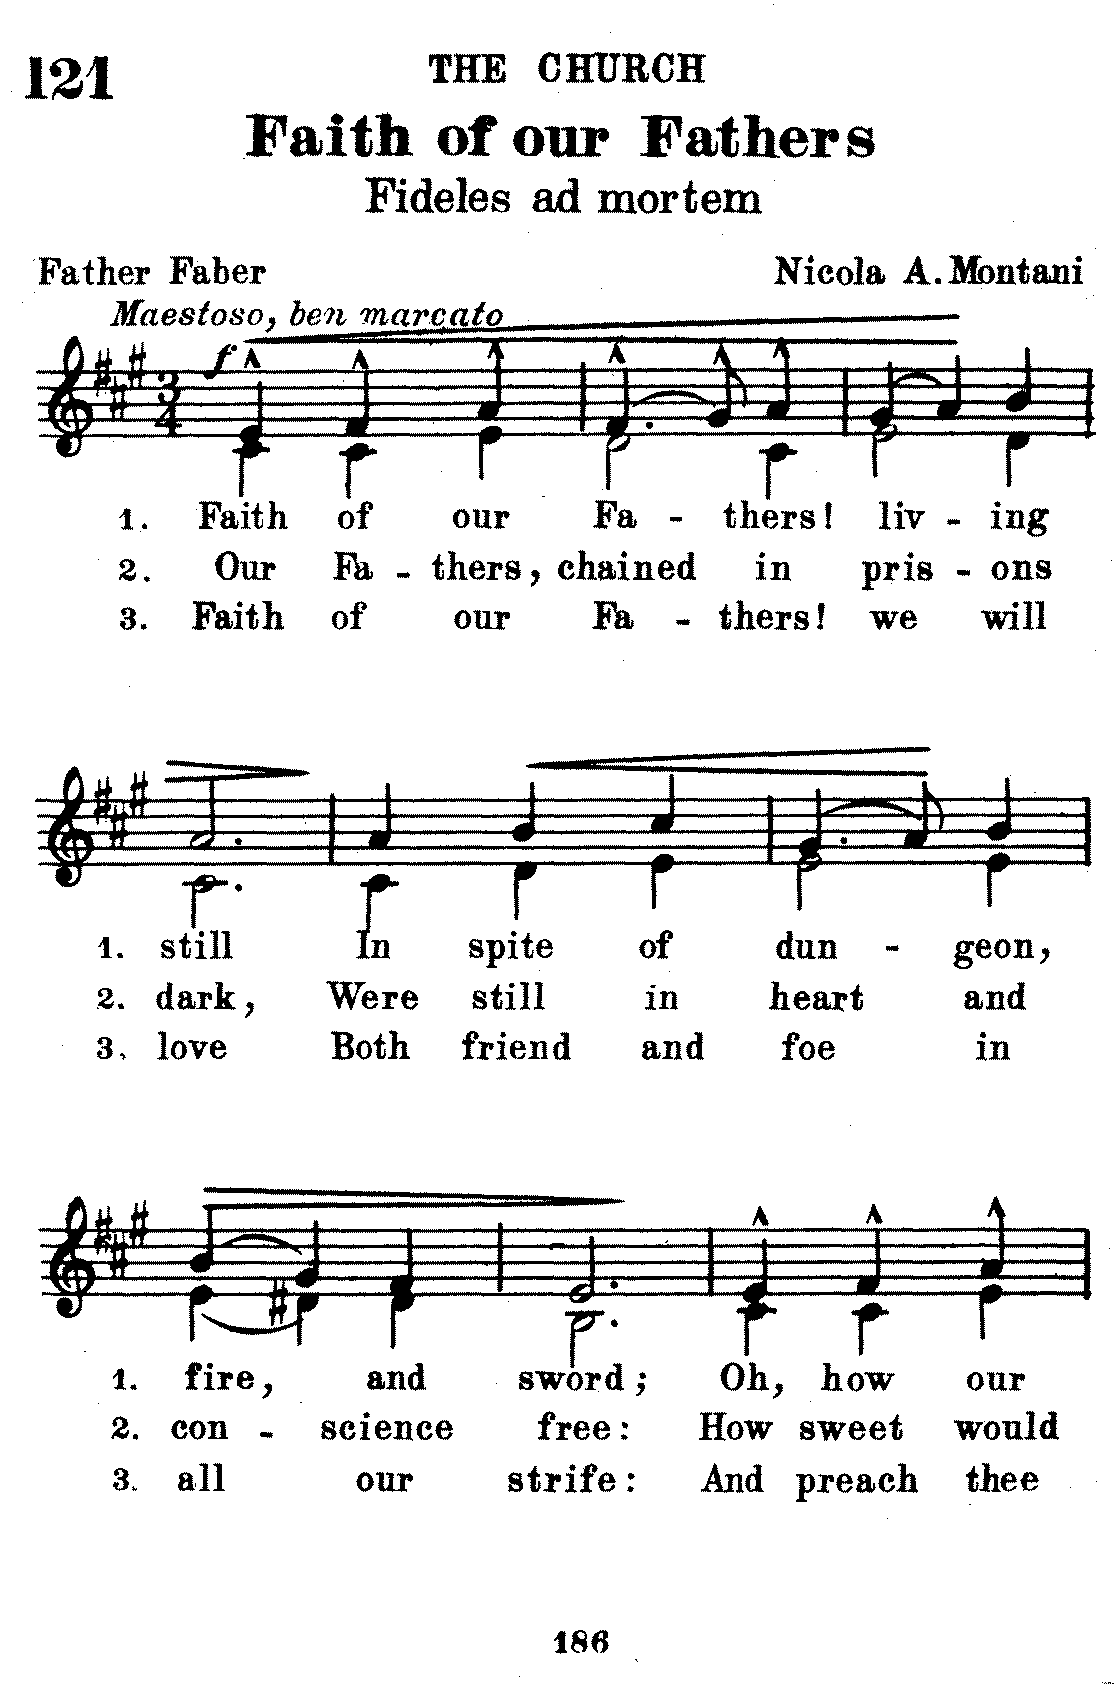 121
THE CHURCH
Faith of our Fathers
Fideles ad mortem
Father Faber Nicola A. Montani
Maestoso, ben marcato
f
3
4
1. Faith of our Fa - thers! liv - ing
2. Our Fa - thers, chained in pris - ons
3. Faith of our Fa - thers! we will
1. still In spite of dun - geon,
2. dark, Were still in heart and
3. love Both friend and foe in
1. fire, and sword; Oh, how our
2. con - science free: How sweet would
3. all our strife: And preach thee
186